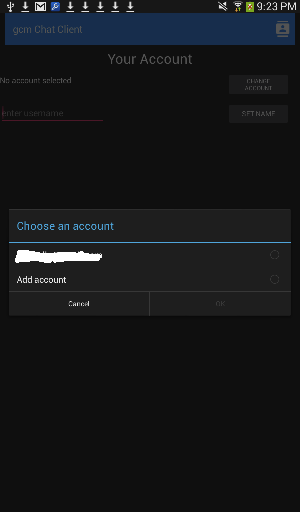 9:23 PM
gcm Chat Client
Your Account
No account selected
CHANGE
ACCOUNT
enter username
SET NAME
Choose an account
Add account
Cancel
OK